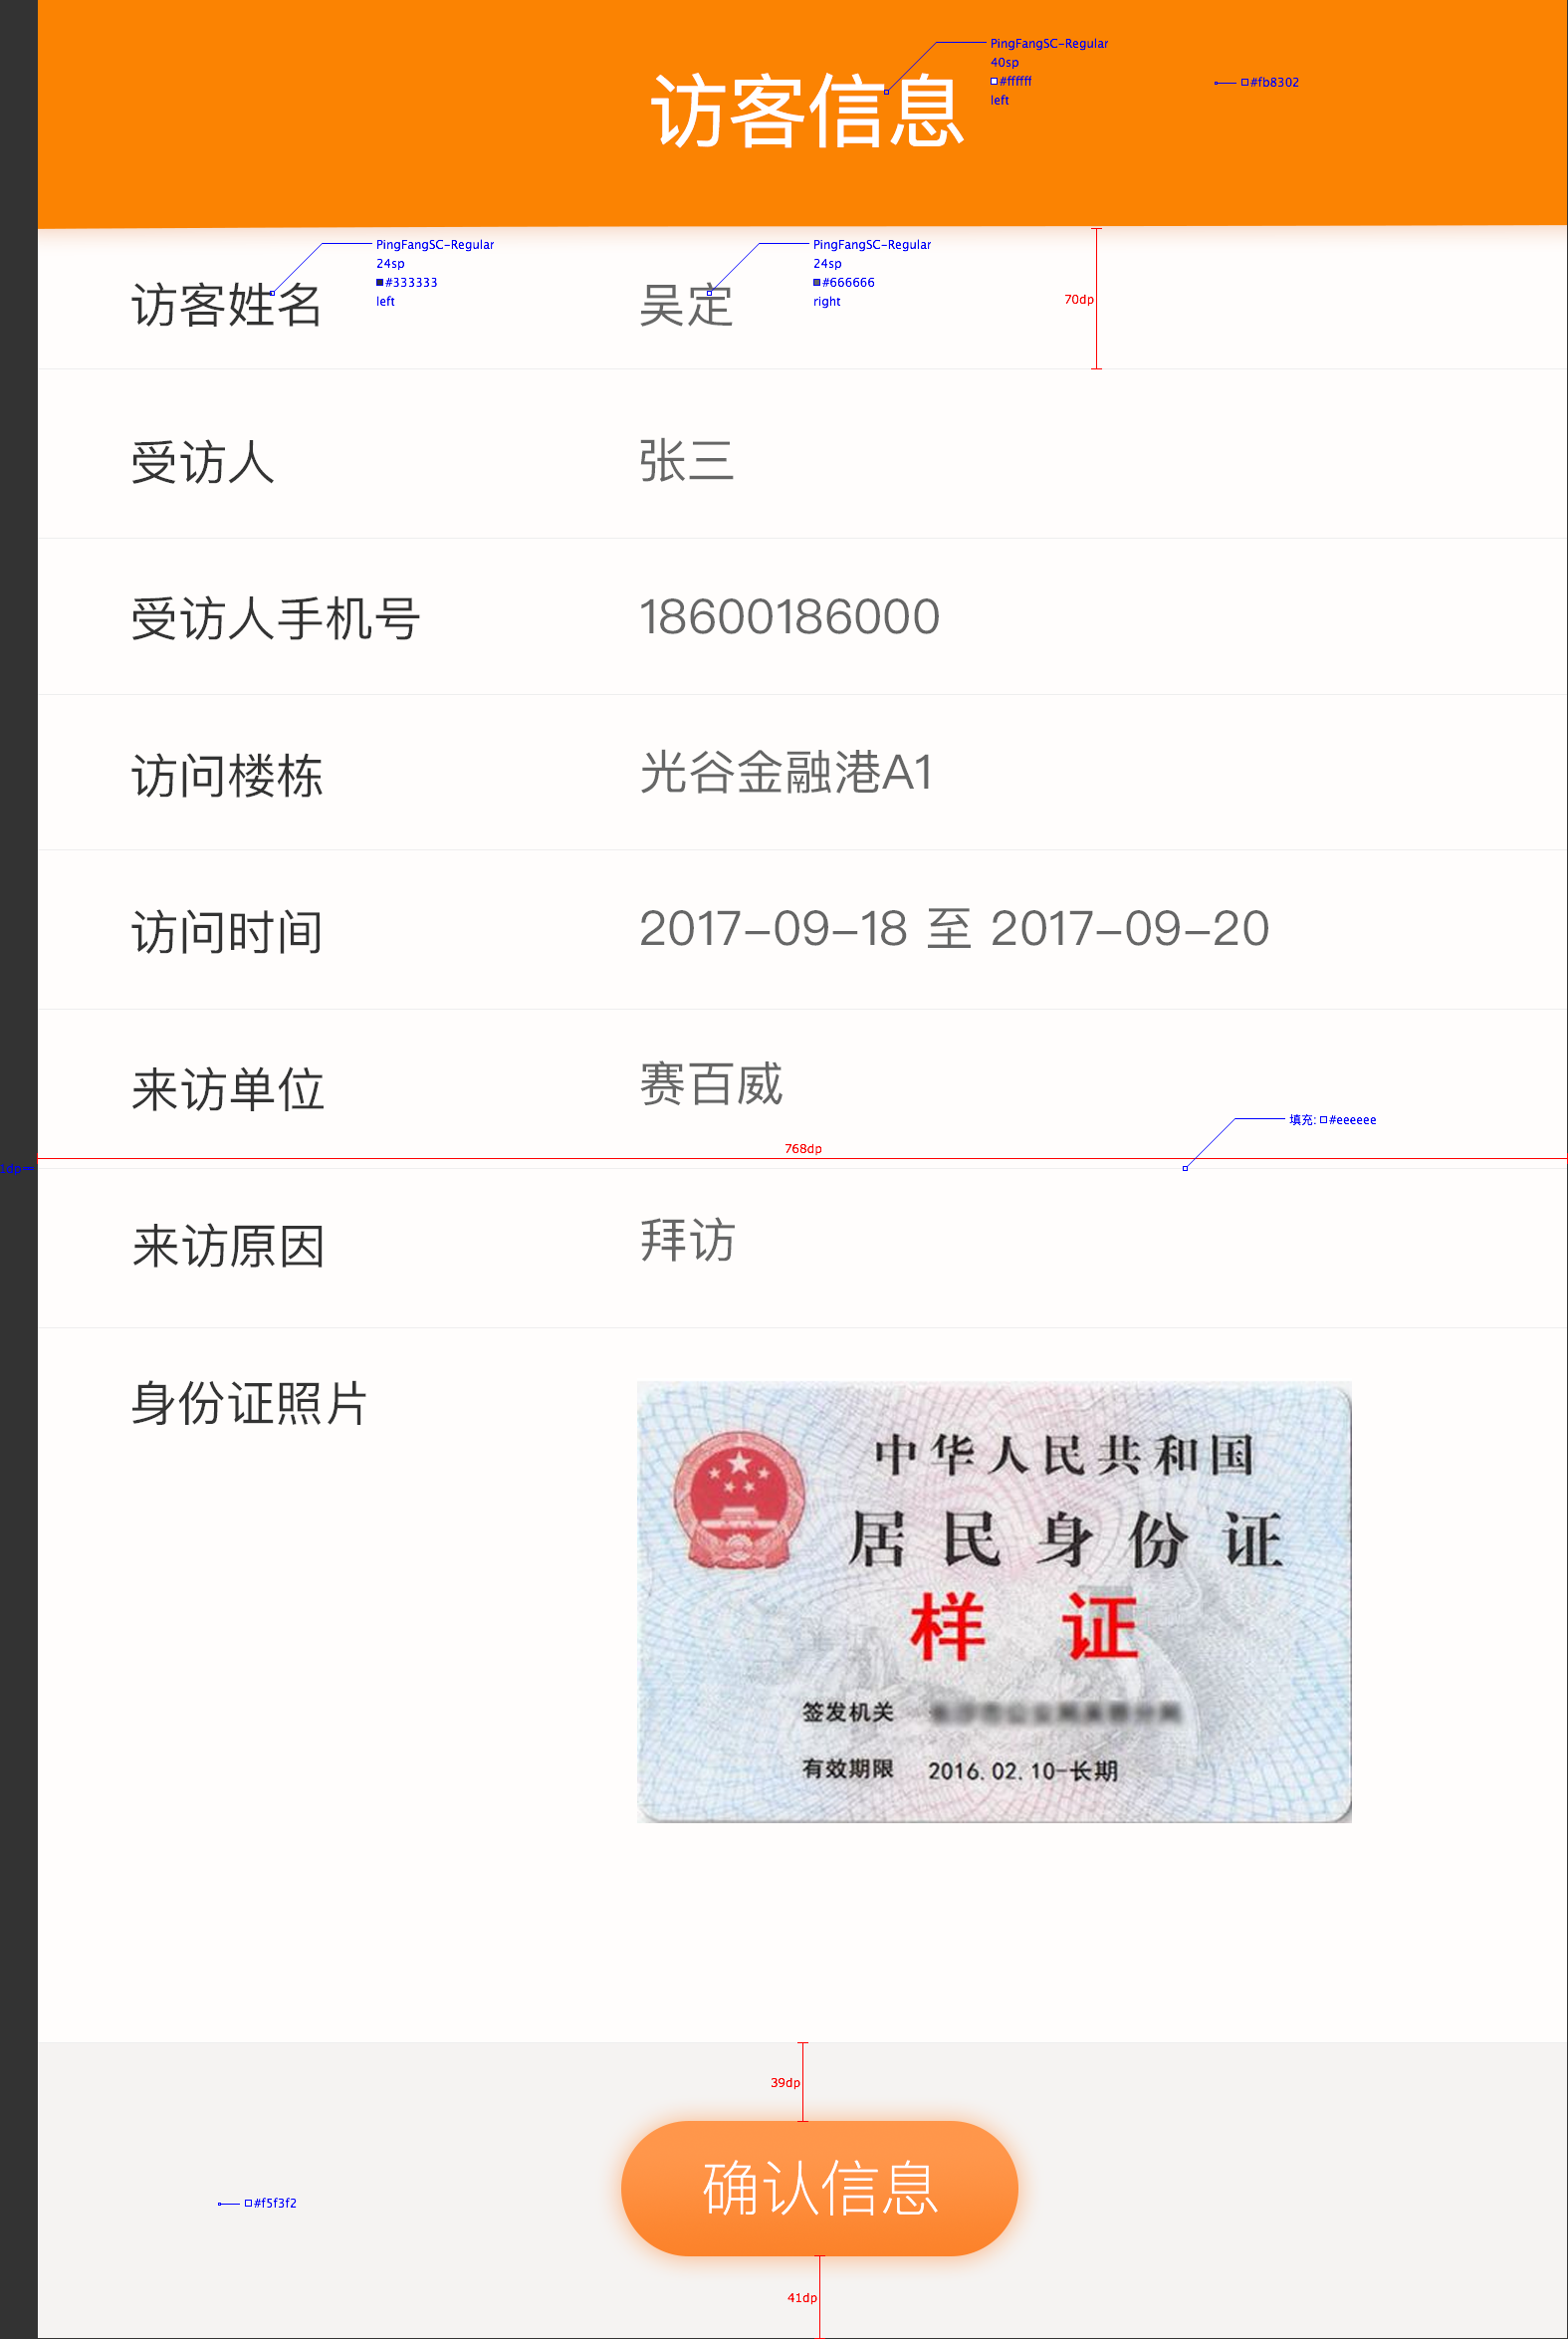 访客信息
PingFangSC-Regular
40sp
#ffffff
left
#fb8302
访客姓名
PingFangSC-Regular
24sp
#333333
left
吴定
PingFangSC-Regular
24sp
#666666
right
70dp
受访人
张三
受访人手机号
18600186000
访问楼栋
光谷金融港A1
访问时间
2017-09-18 至 2017-09-20
来访单位
赛百威
填充: #eeeeee
768dp
1dp
来访原因
拜访
身份证照片
中华人民共和国
居民身份证
样 证
签发机关
有效期限 2016.02.10-长期
39dp
确认信息
#f5f3f2
41dp